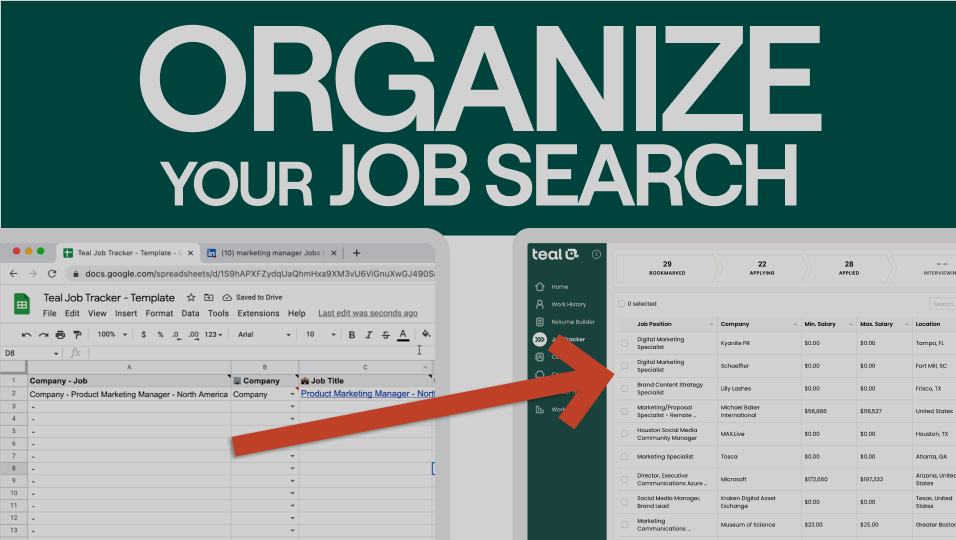 ORGANIZE
YOUR JOB SEARCH
Teal Job Tracker - Template -
(10) marketing manager Jobs
docs.google.com/spreadsheets/d/1S9hAPXFZydqUaQhmHxa9XM3vU6ViGnuXwGJ490S
Teal Job Tracker - Template
Saved to Drive
File Edit View Insert Format Data Tools Extensions Help Last edit was seconds ago
100% $ % .0 .00 123 Arial 10 B I S A
D8 fx
A B C
1 Company - Job Company Job Title
2 Company - Product Marketing Manager - North America Company Product Marketing Manager - Nort
3 -
4 -
5 -
6 -
7 -
8 -
9 -
10 -
11 -
12 -
13 -
teal
Home
Work History
Resume Builder
Tracker
Work
29 22 28 --
BOOKMARKED APPLYING APPLIED INTERVIEWIN
0 selected
Search
Job Position Company Min. Salary Max. Salary Location
Digital Marketing
Specialist Kyanite PR $0.00 $0.00 Tampa, FL
Digital Marketing
Specialist Schaeffler $0.00 $0.00 Fort Mill, SC
Brand Content Strategy
Specialist Lilly Lashes $0.00 $0.00 Frisco, TX
Marketing/Proposal Michael Baker
Specialist - Remote ... International $56,886 $118,527 United States
Houston Social Media
Community Manager MAX.Live $0.00 $0.00 Houston, TX
Marketing Specialist Tosca $0.00 $0.00 Atlanta, GA
Director, Executive Arizona, United
Communications Azure ... Microsoft $172,660 $197,333 States
Social Media Manager, Kraken Digital Asset Texas, United
Brand Lead Exchange $0.00 $0.00 States
Marketing
Communications ... Museum of Science $23.00 $25.00 Greater Bosto